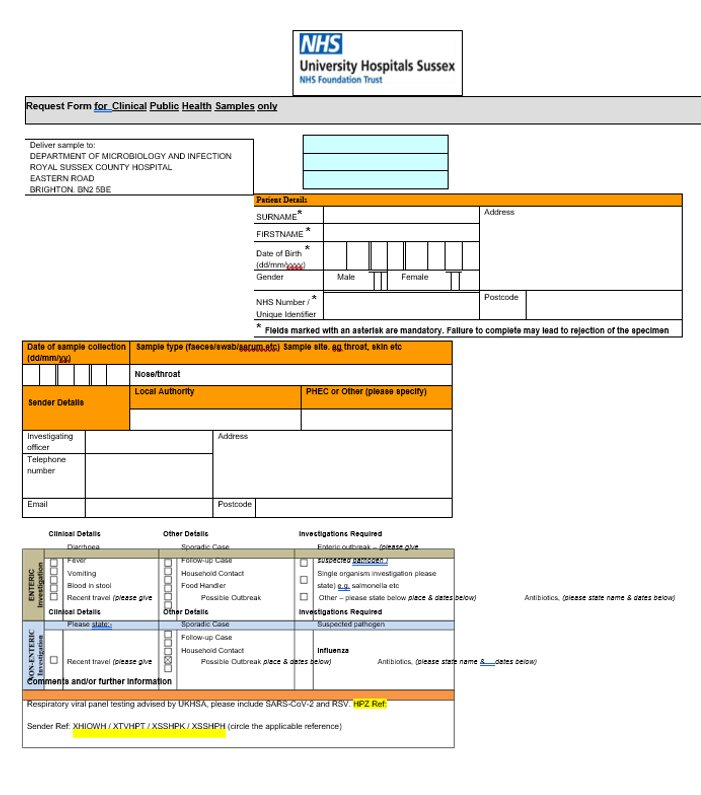 NHS
University Hospitals Sussex
NHS Foundation Trust
Request Form for Clinical Public Health Samples only
Deliver sample to:
DEPARTMENT OF MICROBIOLOGY AND INFECTION
ROYAL SUSSEX COUNTY HOSPITAL
EASTERN ROAD
BRIGHTON. BN2 5BE
Patient Details
SURNAME*
Address
FIRSTNAME *
Date of Birth *
(dd/mm/yyyy)
Gender Male Female
NHS Number / *
Unique Identifier
Postcode
* Fields marked with an asterisk are mandatory. Failure to complete may lead to rejection of the specimen
Date of sample collection
(dd/mm/yy)
Sample type (faeces/swab/serum etc) Sample site. eg throat, skin etc
Nose/throat
Sender Details
Local Authority
PHEC or Other (please specify)
Investigating
officer
Address
Telephone
number
Email
Postcode
Clinical Details Other Details Investigations Required
ENTERIC
Investigation
Diarrhoea Sporadic Case Enteric outbreak – (please give
Fever Follow-up Case suspected pathogen.)
Vomiting Household Contact Single organism investigation please
Blood in stool Food Handler state) e.g. salmonella etc
Recent travel (please give Possible Outbreak Other – please state below place & dates below) Antibiotics, (please state name & dates below)
Clinical Details Other Details Investigations Required
NON-ENTERIC
Investigation
Please state:- Sporadic Case Suspected pathogen
Follow-up Case
Household Contact Influenza
Recent travel (please give Possible Outbreak place & dates below) Antibiotics, (please state name & dates below)
Comments and/or further information
Respiratory viral panel testing advised by UKHSA, please include SARS-CoV-2 and RSV. HPZ Ref:
Sender Ref: XHIOWH / XTVHPT / XSSHPK / XSSHPH (circle the applicable reference)